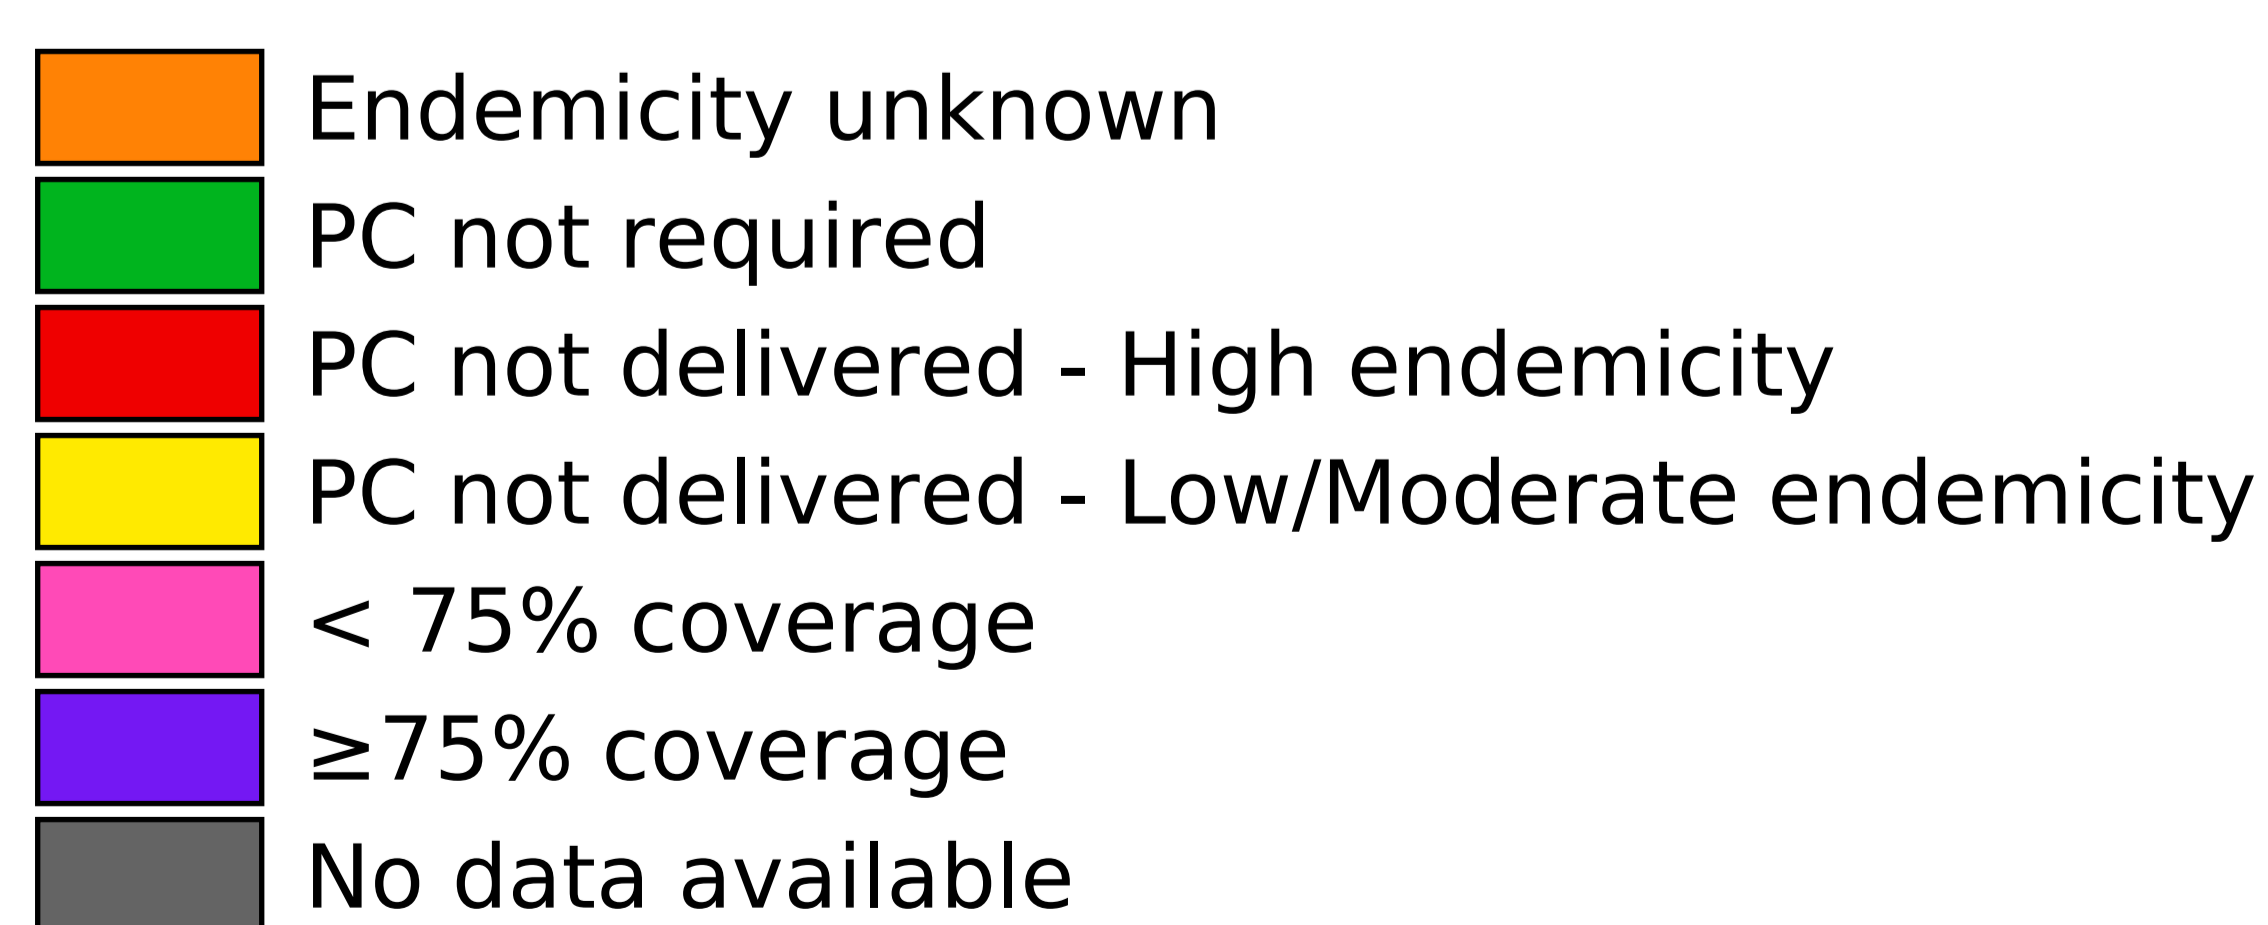 Endemicity unknown
PC not required
PC not delivered - High endemicity
PC not delivered - Low/Moderate endemicity
< 75% coverage
≥75% coverage
No data available